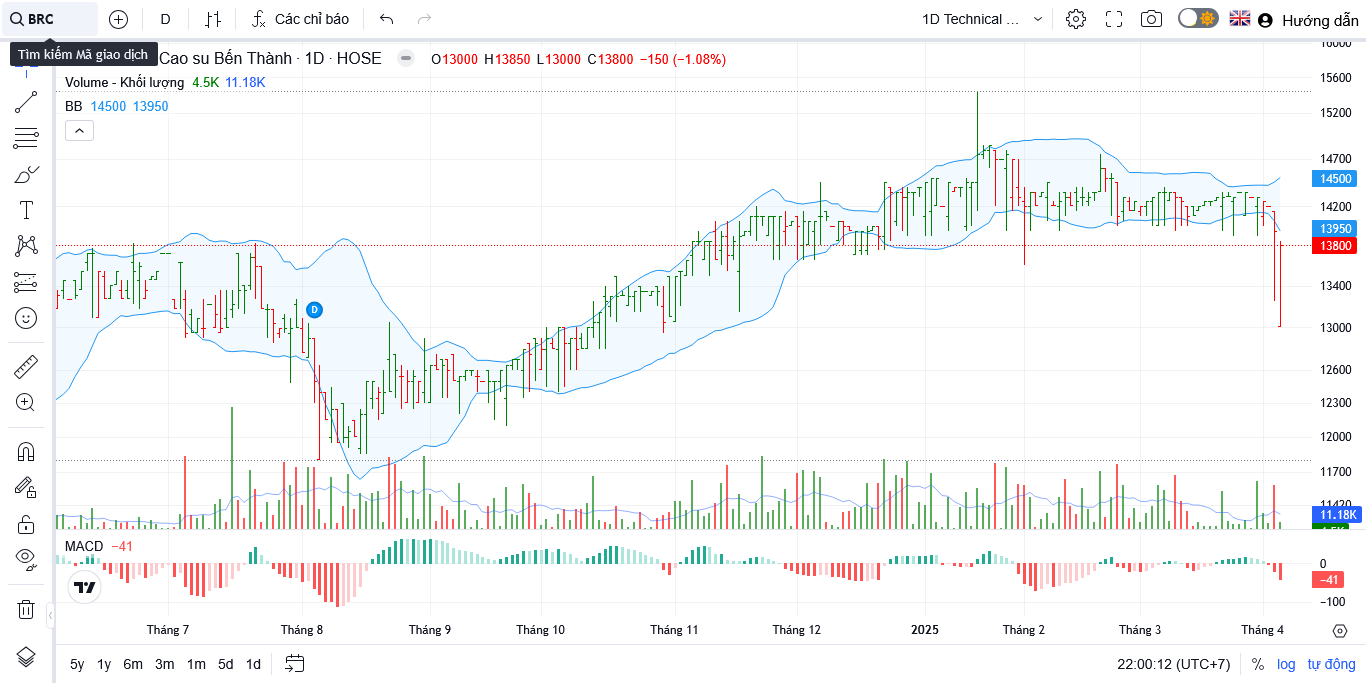 BRC
D
Các chỉ báo
1D Technical ...
Hướng dẫn
Tìm kiếm Mã giao dịch
Cao su Bến Thành · 1D · HOSE
O13000 H13850 L13000 C13800 −150 (−1.08%)
Volume - Khối lượng 4.5K 11.18K
BB 14500 13950
D
16000
15600
15200
14700
14500
14200
13950
13800
13400
13000
12600
12300
12000
11700
11420
11.18K
MACD −41
0
−41
−100
Tháng 7
Tháng 8
Tháng 9
Tháng 10
Tháng 11
Tháng 12
2025
Tháng 2
Tháng 3
Tháng 4
5y 1y 6m 3m 1m 5d 1d
22:00:12 (UTC+7)
% log tự động